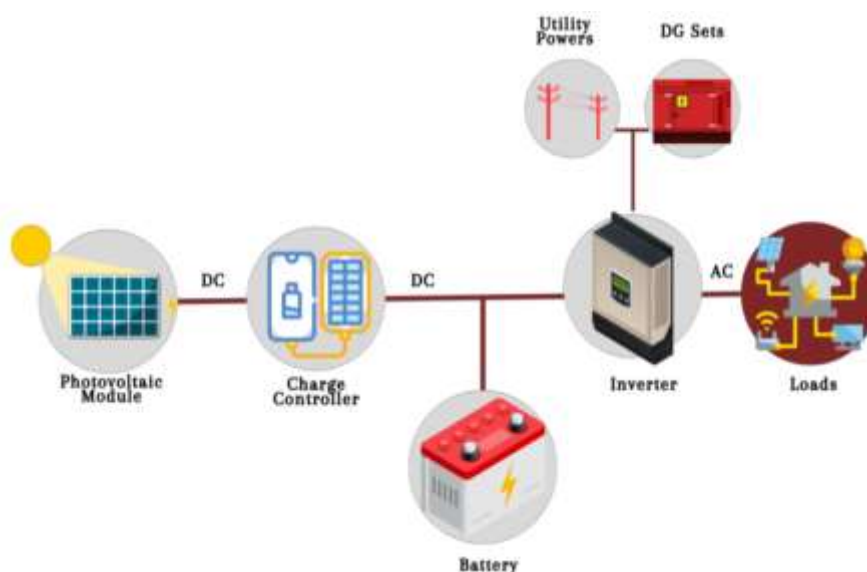 Utility
Powers
DG Sets
DC
DC
AC
Photovoltaic
Module
Charge
Controller
Inverter
Loads
Battery